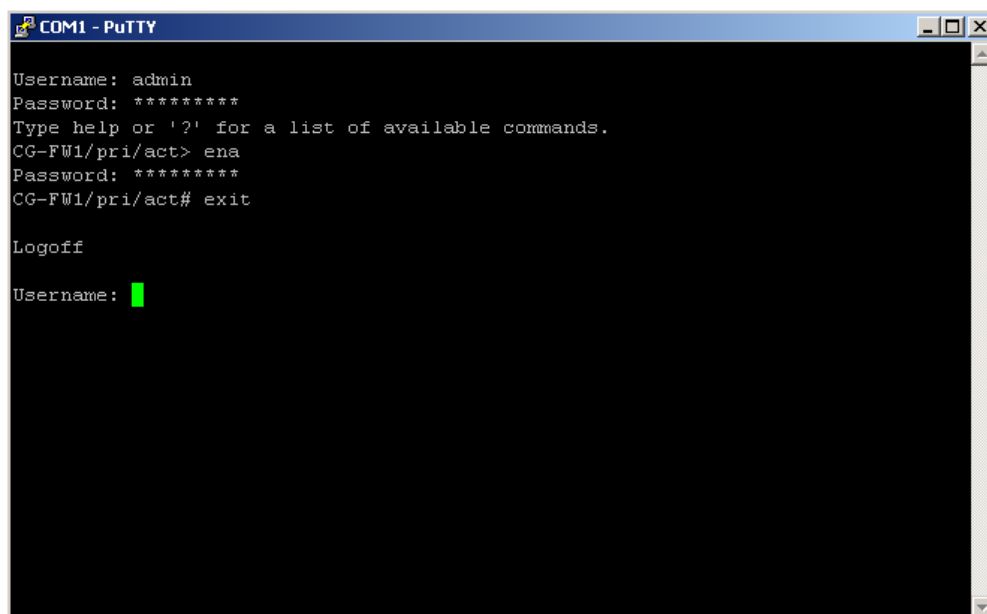 COM1 - PuTTY
Username: admin
Password: *********
Type help or '?' for a list of available commands.
CG-FW1/pri/act> ena
Password: *********
CG-FW1/pri/act# exit
Logoff
Username: